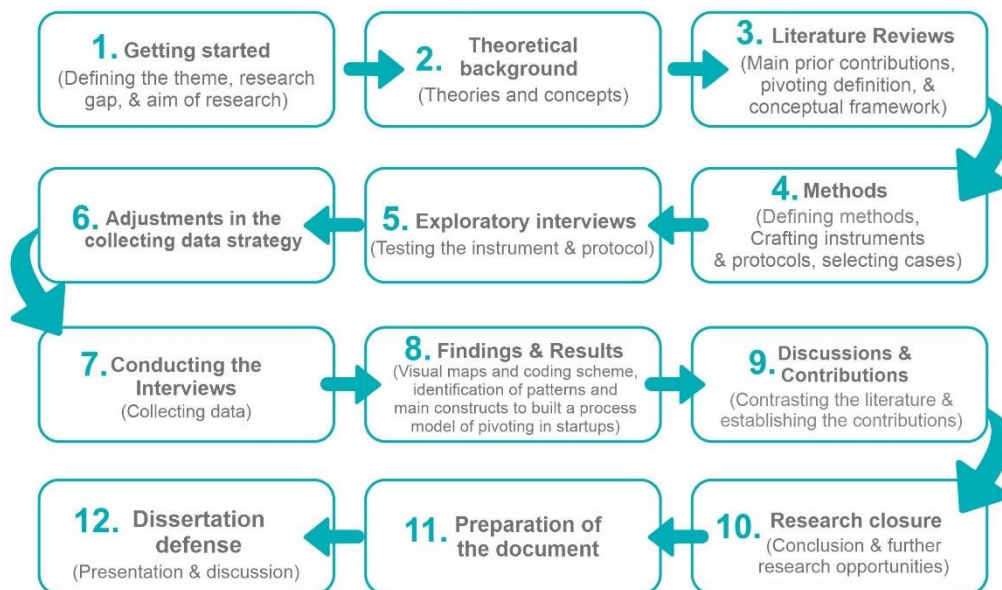 1. Getting started
(Defining the theme, research
gap, & aim of research)
2. Theoretical
background
(Theories and concepts)
3. Literature Reviews
(Main prior contributions,
pivoting definition, &
conceptual framework)
4. Methods
(Defining methods,
Crafting instruments
& protocols, selecting cases)
5. Exploratory interviews
(Testing the instrument & protocol)
6. Adjustments in the
collecting data strategy
7. Conducting the
Interviews
(Collecting data)
8. Findings & Results
(Visual maps and coding scheme,
identification of patterns and
main constructs to built a process
model of pivoting in startups)
9. Discussions &
Contributions
(Contrasting the literature &
establishing the contributions)
10. Research closure
(Conclusion & further
research opportunities)
11. Preparation of
the document
12. Dissertation
defense
(Presentation & discussion)